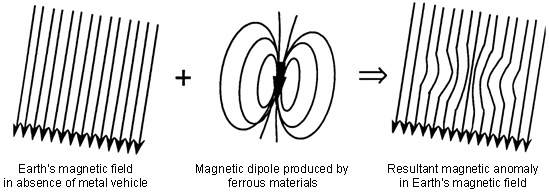 Earth's magnetic field
in absence of metal vehicle
Magnetic dipole produced by
ferrous materials
Resultant magnetic anomaly
in Earth's magnetic field